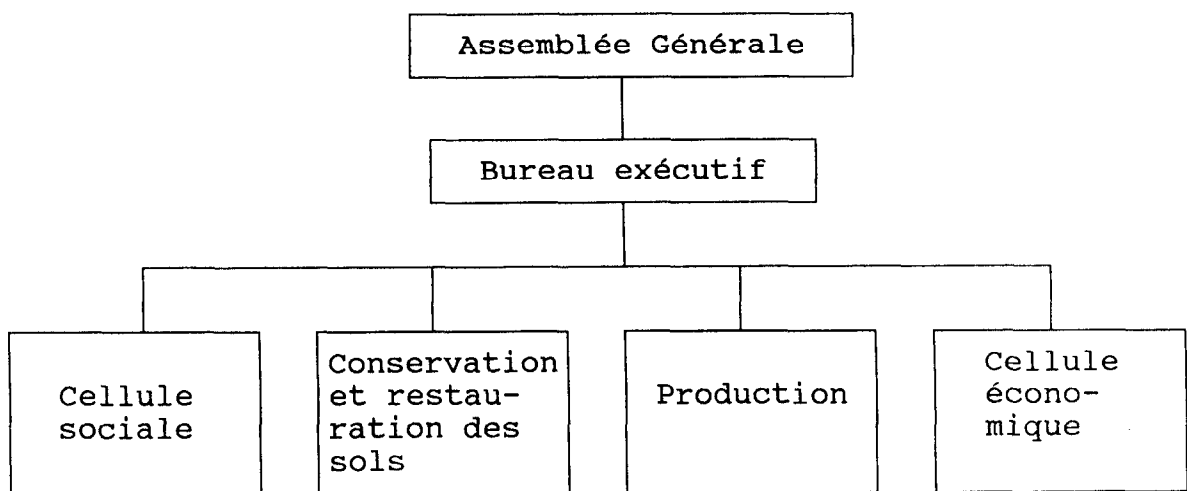 Assemblée Générale
Bureau exécutif
Cellule
sociale
Conservation
et restau-
ration des
sols
Production
Cellule
écono-
mique